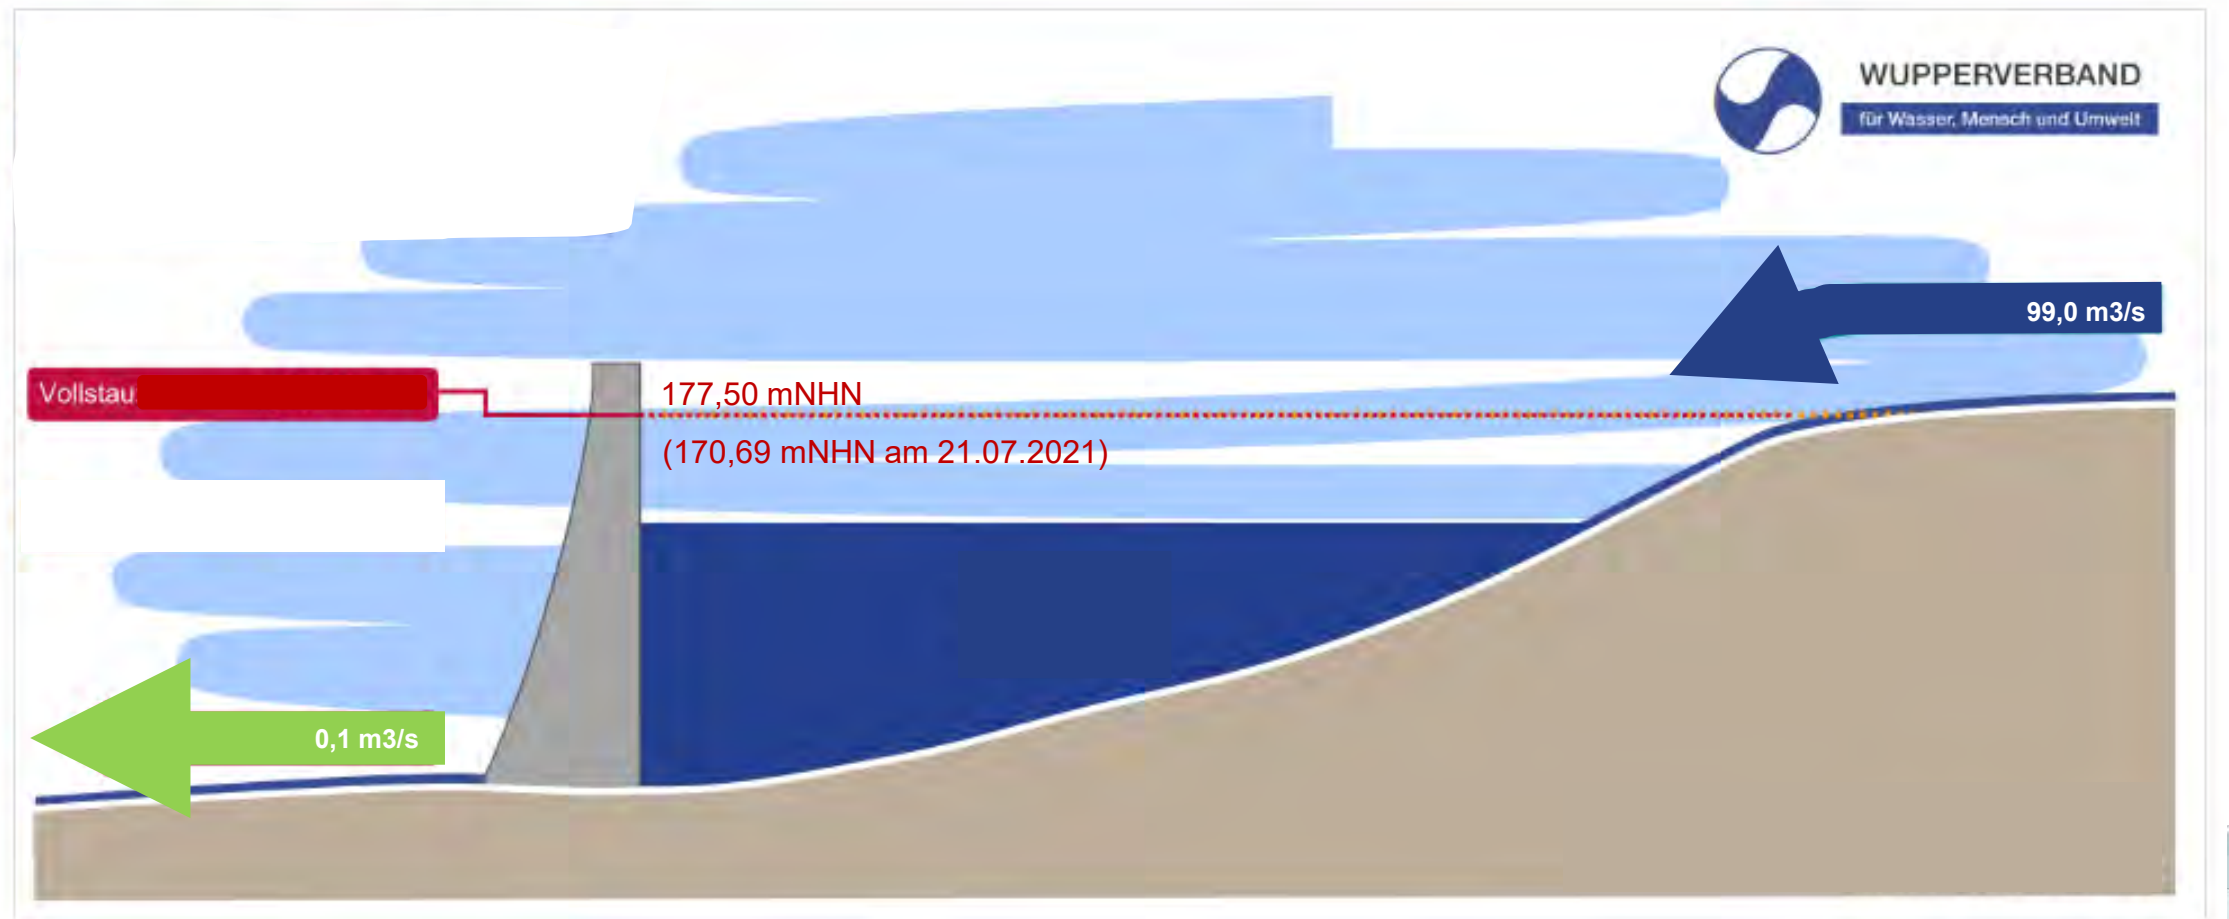 WUPPERVERBAND
für Wasser, Mensch und Umwelt
99,0 m3/s
Vollstau
177,50 mNHN
(170,69 mNHN am 21.07.2021)
0,1 m3/s